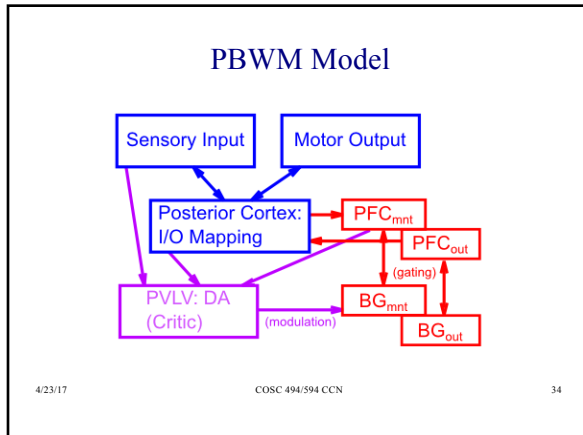 PBWM Model
Sensory Input
Motor Output
Posterior Cortex:
I/O Mapping
PFCmnt
PFCout
(gating)
PVLV: DA
(Critic)
(modulation)
BGmnt
BGout
4/23/17
COSC 494/594 CCN
34